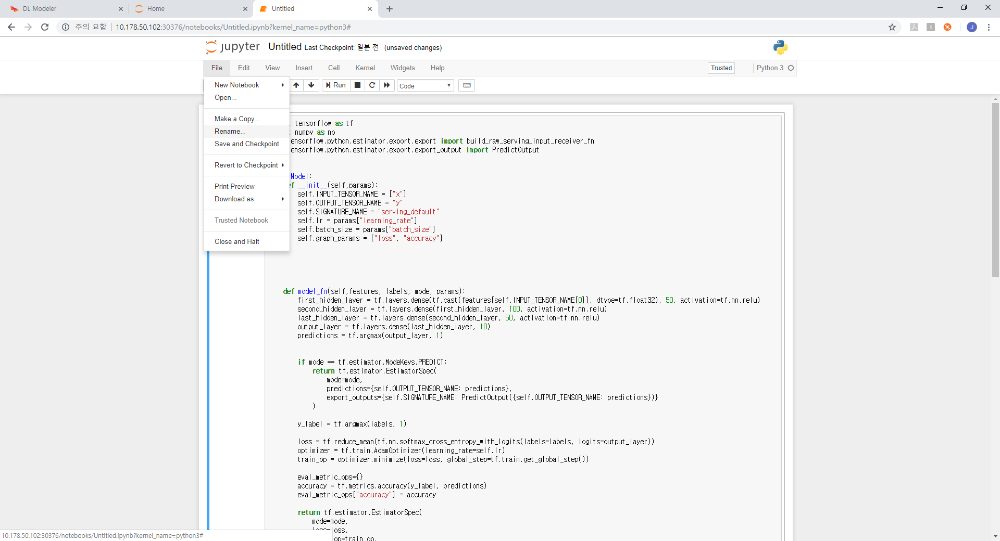 DL Modeler
Home
Untitled
주의 요함 10.178.50.102:30376/notebooks/Untitled.ipynb?kernel_name=python3#
J
jupyter Untitled Last Checkpoint: 일분 전 (unsaved changes)
File Edit View Insert Cell Kernel Widgets Help Trusted Python 3
Run Code
New Notebook
Open...
Make a Copy...
Rename...
Save and Checkpoint
Revert to Checkpoint
Print Preview
Download as
Trusted Notebook
Close and Halt
tensorflow as tf
numpy as np
ensorflow.python.estimator.export.export import build_raw_serving_input_receiver_fn
ensorflow.python.estimator.export.export_output import PredictOutput
Model:
ef __init__(self,params):
self.INPUT_TENSOR_NAME = ["x"]
self.OUTPUT_TENSOR_NAME = "y"
self.SIGNATURE_NAME = "serving_default"
self.lr = params["learning_rate"]
self.batch_size = params["batch_size"]
self.graph_params = ["loss", "accuracy"]
def model_fn(self,features, labels, mode, params):
first_hidden_layer = tf.layers.dense(tf.cast(features[self.INPUT_TENSOR_NAME[0]], dtype=tf.float32), 50, activation=tf.nn.relu)
second_hidden_layer = tf.layers.dense(first_hidden_layer, 100, activation=tf.nn.relu)
last_hidden_layer = tf.layers.dense(second_hidden_layer, 50, activation=tf.nn.relu)
output_layer = tf.layers.dense(last_hidden_layer, 10)
predictions = tf.argmax(output_layer, 1)
if mode == tf.estimator.ModeKeys.PREDICT:
return tf.estimator.EstimatorSpec(
mode=mode,
predictions={self.OUTPUT_TENSOR_NAME: predictions},
export_outputs={self.SIGNATURE_NAME: PredictOutput({self.OUTPUT_TENSOR_NAME: predictions})}
)
y_label = tf.argmax(labels, 1)
loss = tf.reduce_mean(tf.nn.softmax_cross_entropy_with_logits(labels=labels, logits=output_layer))
optimizer = tf.train.AdamOptimizer(learning_rate=self.lr)
train_op = optimizer.minimize(loss=loss, global_step=tf.train.get_global_step())
eval_metric_ops={}
accuracy = tf.metrics.accuracy(y_label, predictions)
eval_metric_ops["accuracy"] = accuracy
return tf.estimator.EstimatorSpec(
mode=mode,
loss=loss,
op=train_op,
10.178.50.102:30376/notebooks/Untitled.ipynb?kernel_name=python3#